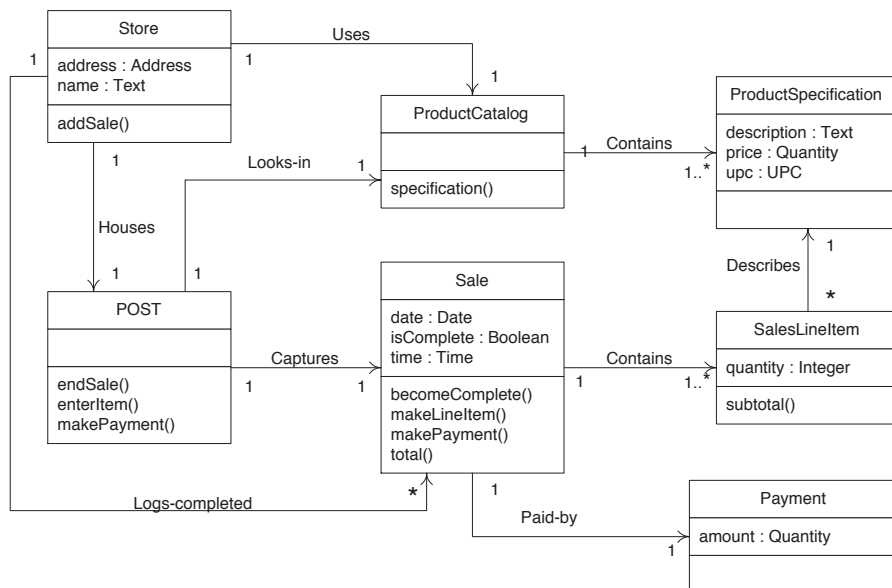 Store
address : Address
name : Text
addSale()
1
1
Uses
1
ProductCatalog
specification()
1
Contains
1..*
ProductSpecification
description : Text
price : Quantity
upc : UPC
1
Looks-in
1
Houses
1
1
Describes
1
*
POST
endSale()
enterItem()
makePayment()
Captures
1
1
Sale
date : Date
isComplete : Boolean
time : Time
becomeComplete()
makeLineItem()
makePayment()
total()
Contains
1
1..*
SalesLineItem
quantity : Integer
subtotal()
Logs-completed
*
1
Paid-by
1
Payment
amount : Quantity